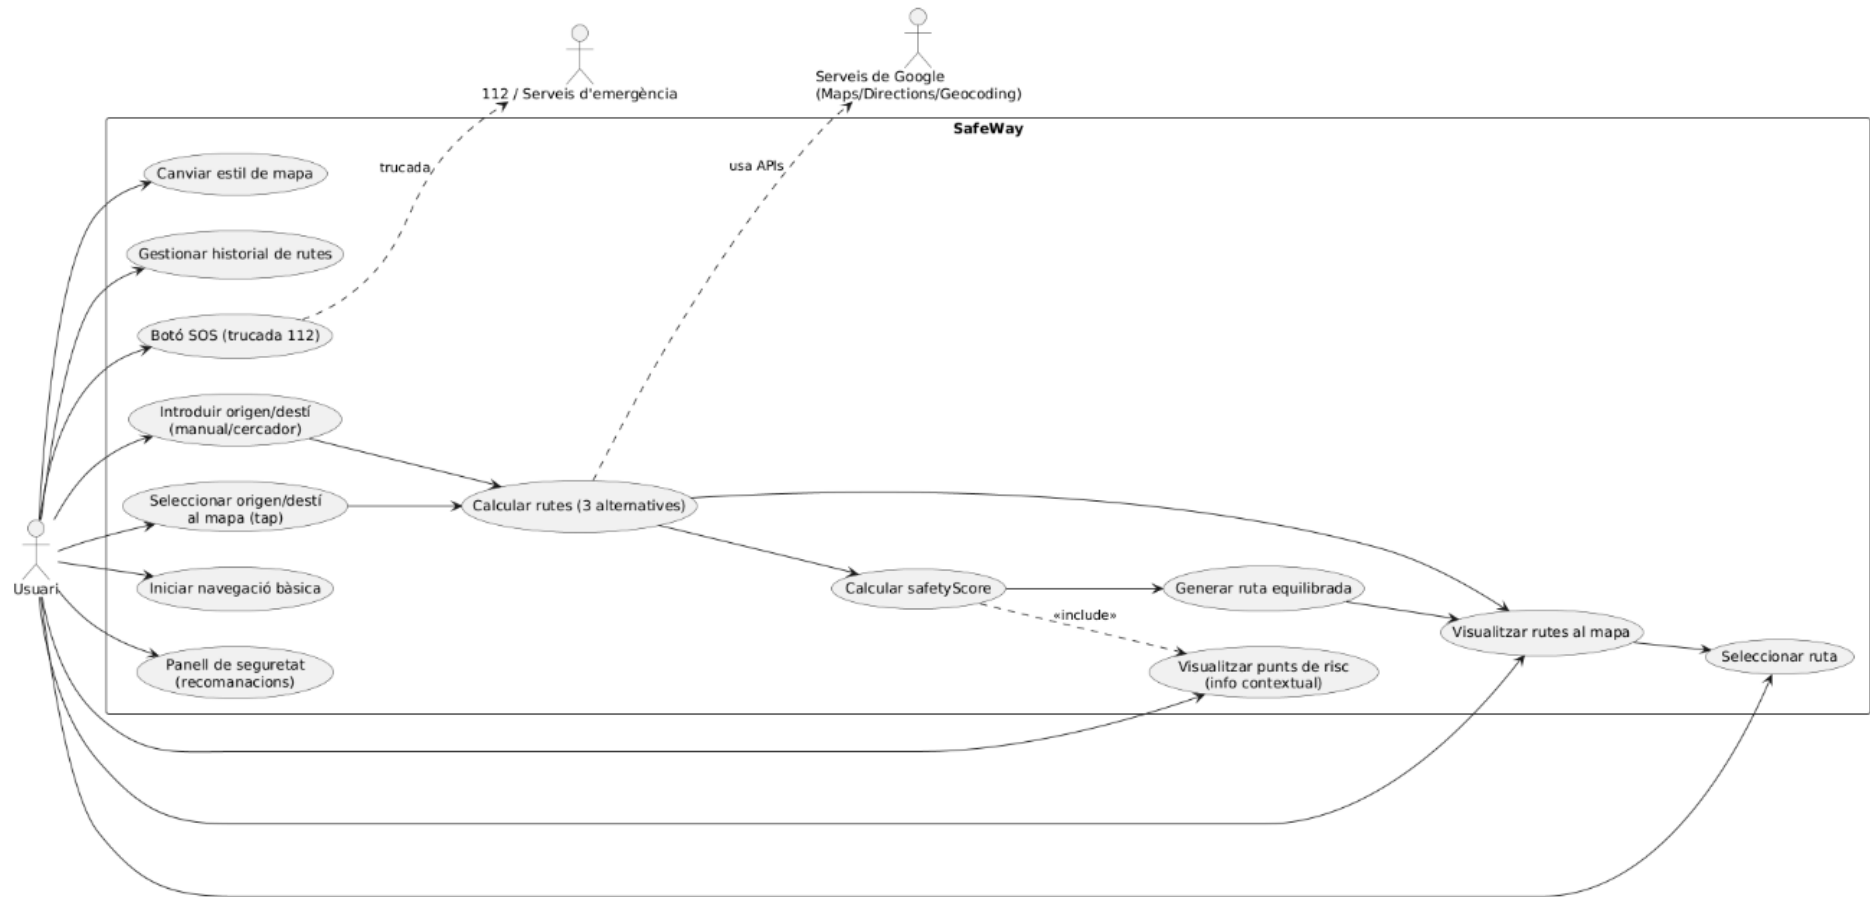 112 / Serveis d'emergència
Serveis de Google
(Maps/Directions/Geocoding)
SafeWay
trucada
usa APIs
Canviar estil de mapa
Gestionar historial de rutes
Botó SOS (trucada 112)
Introduir origen/destí
(manual/cercador)
Seleccionar origen/destí
al mapa (tap)
Calcular rutes (3 alternatives)
Usuari
Iniciar navegació bàsica
Calcular safetyScore
Generar ruta equilibrada
«include»
Visualitzar rutes al mapa
Seleccionar ruta
Panell de seguretat
(recomanacions)
Visualitzar punts de risc
(info contextual)